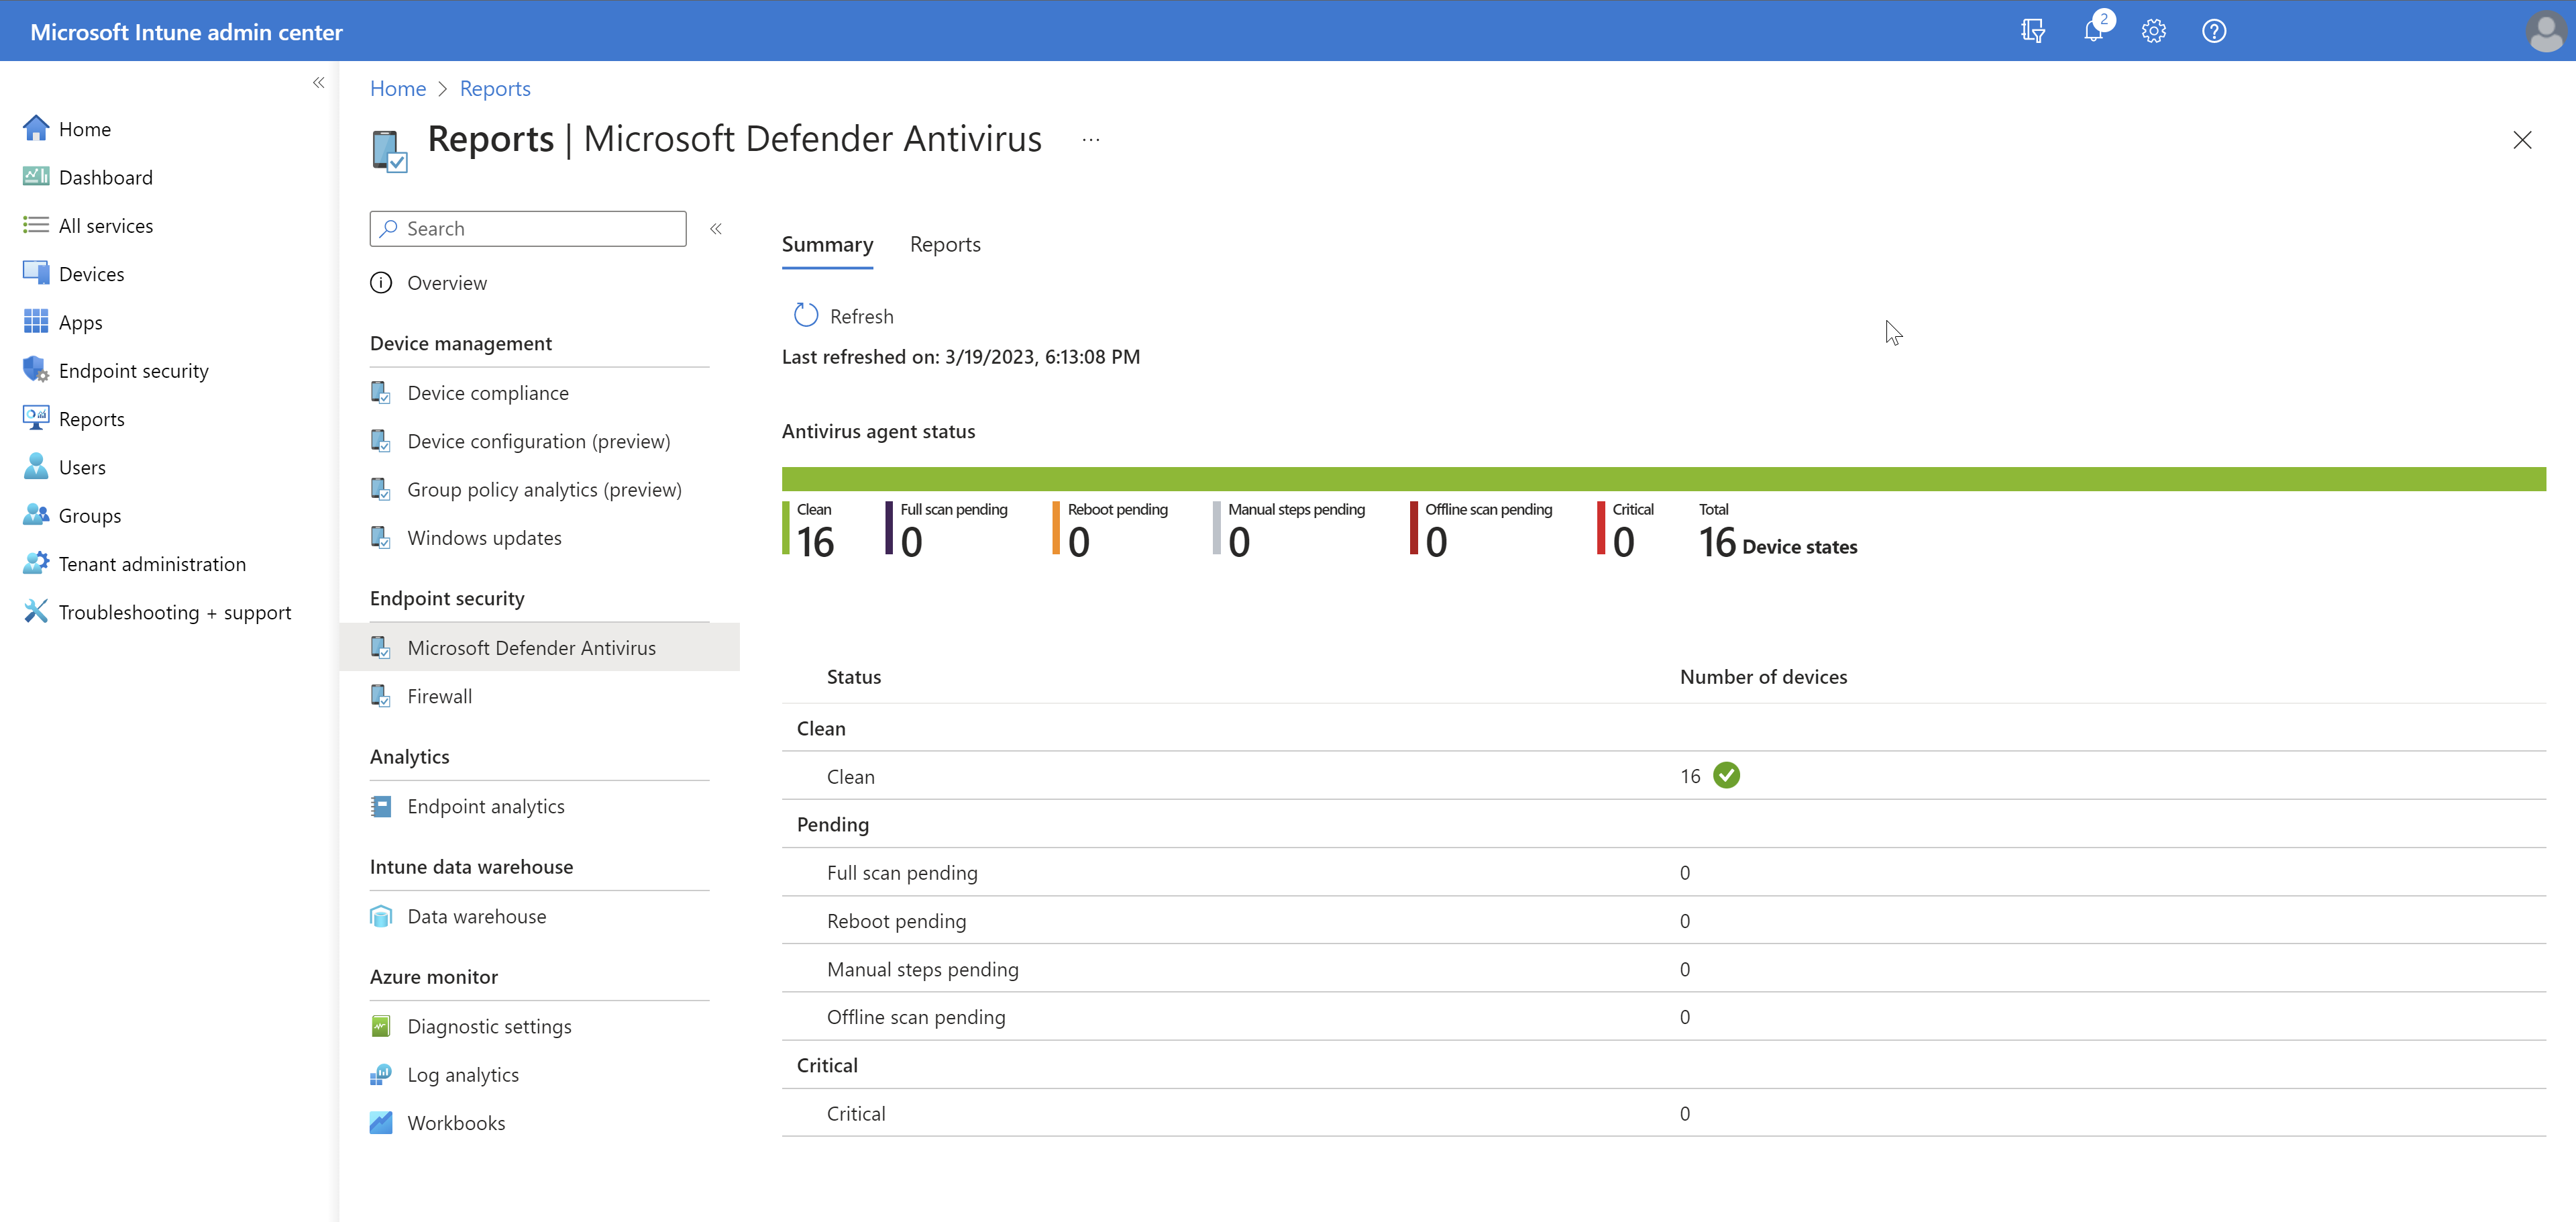 Microsoft Intune admin center
2
Home
Dashboard
All services
Devices
Apps
Endpoint security
Reports
Users
Groups
Tenant administration
Troubleshooting + support
Home > Reports
Reports | Microsoft Defender Antivirus ...
Search
Overview
Device management
Device compliance
Device configuration (preview)
Group policy analytics (preview)
Windows updates
Endpoint security
Microsoft Defender Antivirus
Firewall
Analytics
Endpoint analytics
Intune data warehouse
Data warehouse
Azure monitor
Diagnostic settings
Log analytics
Workbooks
Summary Reports
Refresh
Last refreshed on: 3/19/2023, 6:13:08 PM
Antivirus agent status
Clean Full scan pending Reboot pending Manual steps pending Offline scan pending Critical Total
16 0 0 0 0 0 16 Device states
Status Number of devices
Clean
Clean 16
Pending
Full scan pending 0
Reboot pending 0
Manual steps pending 0
Offline scan pending 0
Critical
Critical 0